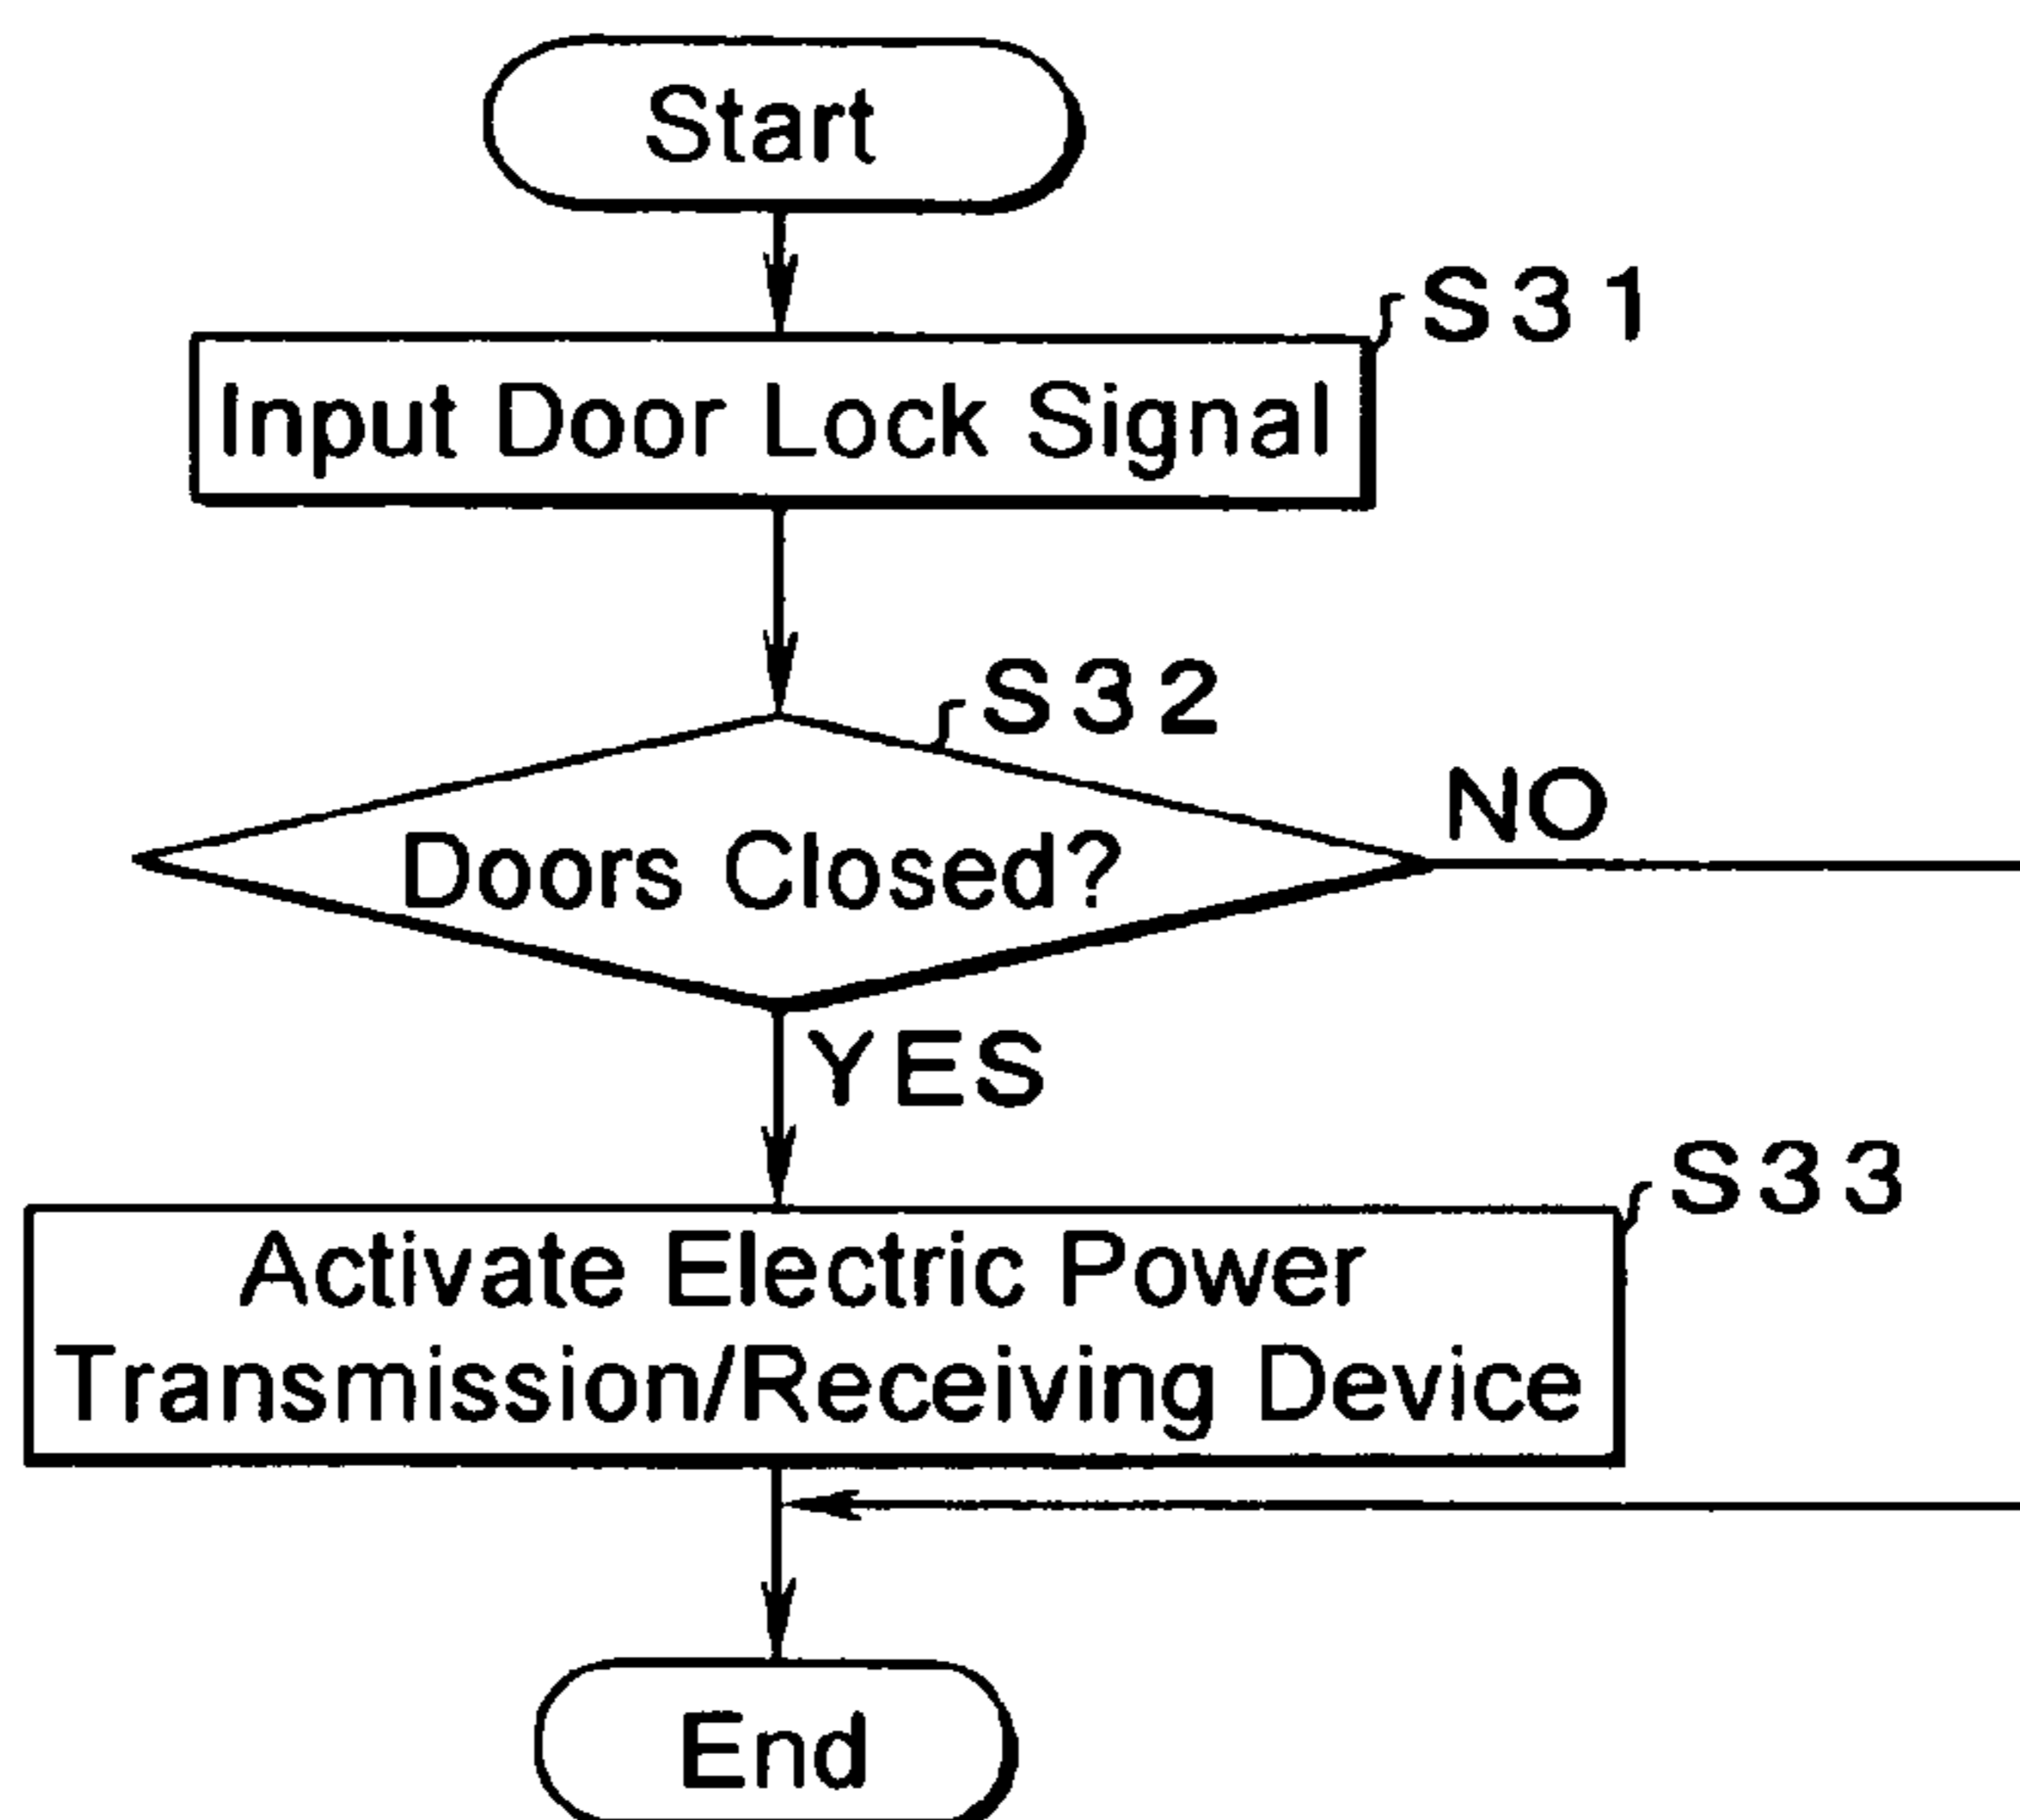 Start
S31
Input Door Lock Signal
S32
NO
Doors Closed?
YES
S33
Activate Electric Power
Transmission/Receiving Device
End